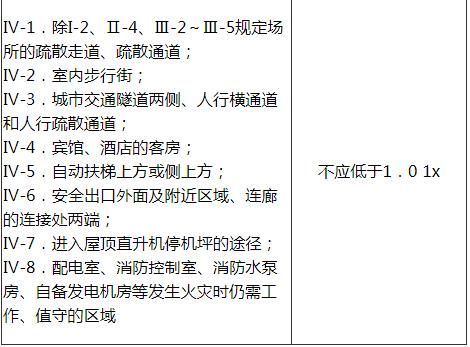 Ⅳ-1．除Ⅰ-2、Ⅱ-4、Ⅲ-2～Ⅲ-5规定场
所的疏散走道、疏散通道；
Ⅳ-2．室内步行街；
Ⅳ-3．城市交通隧道两侧、人行横通道
和人行疏散通道；
Ⅳ-4．宾馆、酒店的客房；
Ⅳ-5．自动扶梯上方或侧上方；
Ⅳ-6．安全出口外面及附近区域、连廊
的连接处两端；
Ⅳ-7．进入屋顶直升机停机坪的途径；
Ⅳ-8．配电室、消防控制室、消防水泵
房、自备发电机房等发生火灾时仍需工
作、值守的区域
不应低于1．0 1x